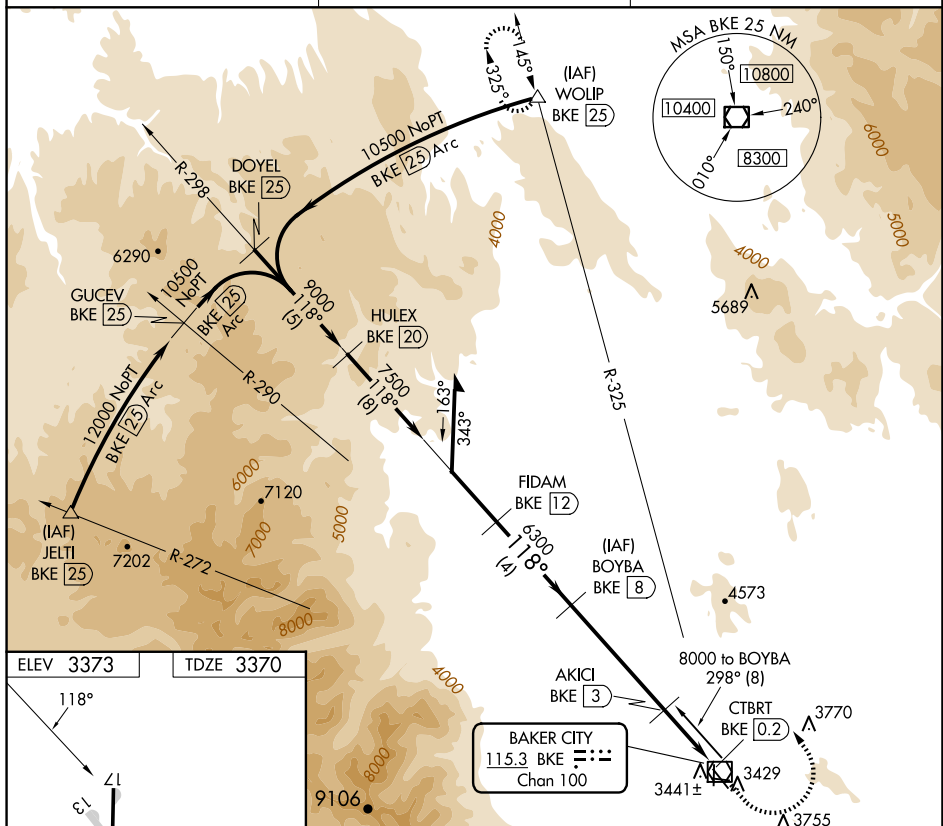 MSA BKE 25 NM
150°
10800
10400
240°
8300
010°
145°
325°
(IAF)
WOLIP
BKE 25
10500 NoPT
BKE 25 Arc
R-298
DOYEL
BKE 25
6290
10500
NoPT
BKE 25
Arc
GUCEV
BKE 25
9000
118°
(5)
HULEX
BKE 20
7500
118°
(8)
R-290
12000 NoPT
BKE 25 Arc
163°
343°
R-325
4000
6000
5000
4000
5689
6000
7120
7000
5000
(IAF)
JELTI
BKE 25
7202
R-272
8000
FIDAM
BKE 12
6300
118°
(4)
(IAF)
BOYBA
BKE 8
4573
8000 to BOYBA
298° (8)
AKICI
BKE 3
CTBRT
BKE 0.2
3770
BAKER CITY
115.3 BKE
Chan 100
3441±
3429
3755
4000
8000
9106
ELEV 3373
TDZE 3370
118°
17
13